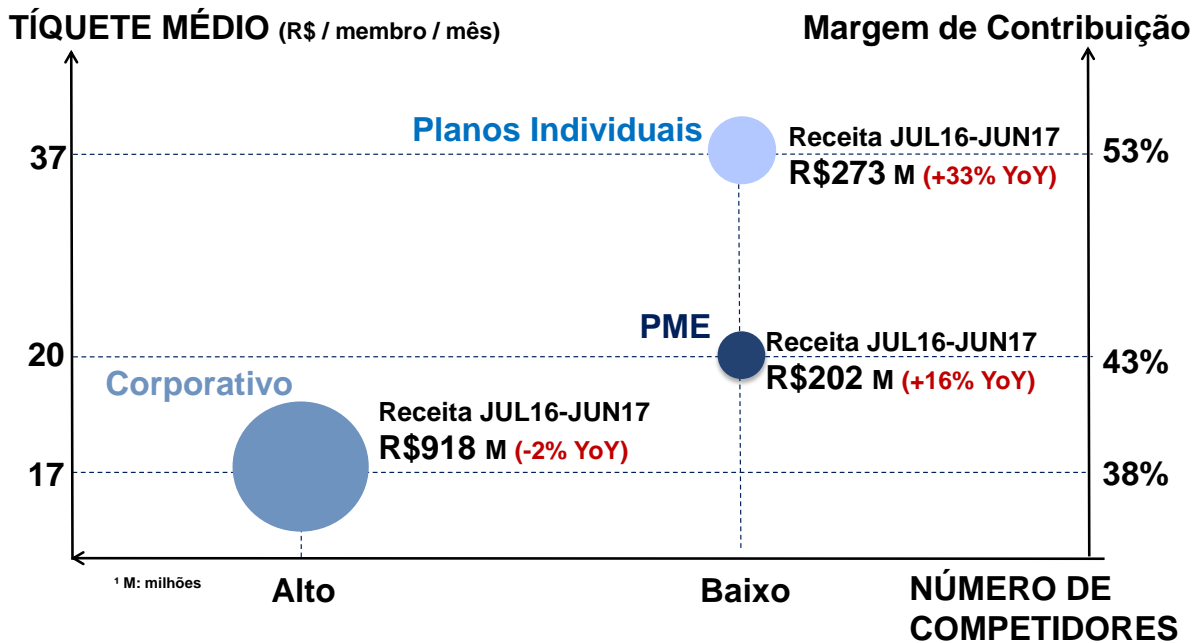 TÍQUETE MÉDIO (R$ / membro / mês)
Margem de Contribuição
Planos Individuais
Receita JUL16-JUN17
37
53%
R$273 M (+33% YoY)
PME
Receita JUL16-JUN17
20
43%
R$202 M (+16% YoY)
Corporativo
Receita JUL16-JUN17
R$918 M (-2% YoY)
17
38%
¹ M: milhões
Alto
Baixo
NÚMERO DE
COMPETIDORES